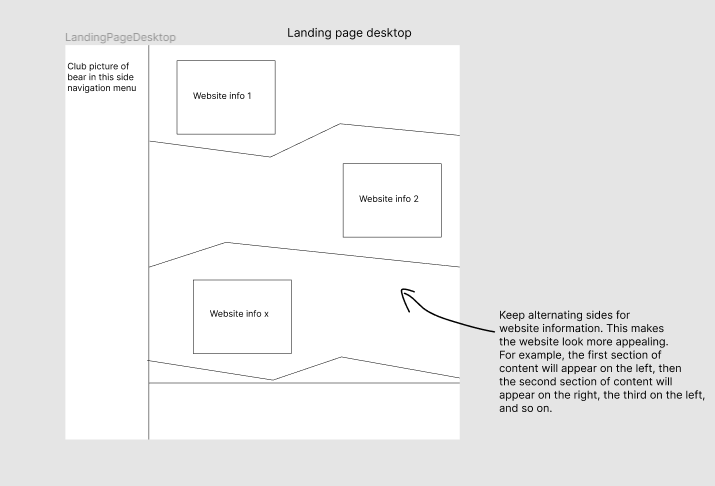 Landing page desktop
LandingPageDesktop
Club picture of
bear in this side
navigation menu
Website info 1
Website info 2
Website info x
Keep alternating sides for
website information. This makes
the website look more appealing.
For example, the first section of
content will appear on the left, then
the second section of content will
appear on the right, the third on the left,
and so on.